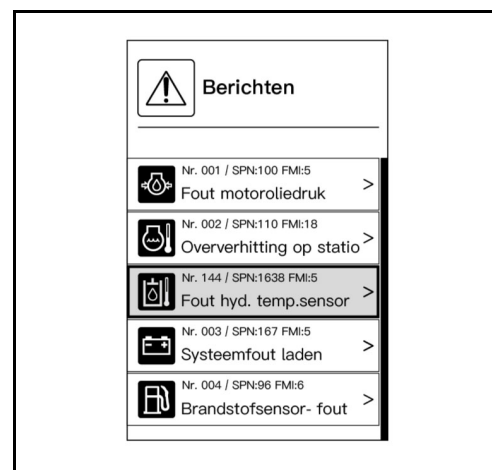 Berichten
Nr. 001 / SPN:100 FMI:5
Fout motoroliedruk >
Nr. 002 / SPN:110 FMI:18
Oververhitting op statio >
Nr. 144 / SPN:1638 FMI:5
Fout hyd. temp.sensor >
Nr. 003 / SPN:167 FMI:5
Systeemfout laden >
Nr. 004 / SPN:96 FMI:6
Brandstofsensor- fout >